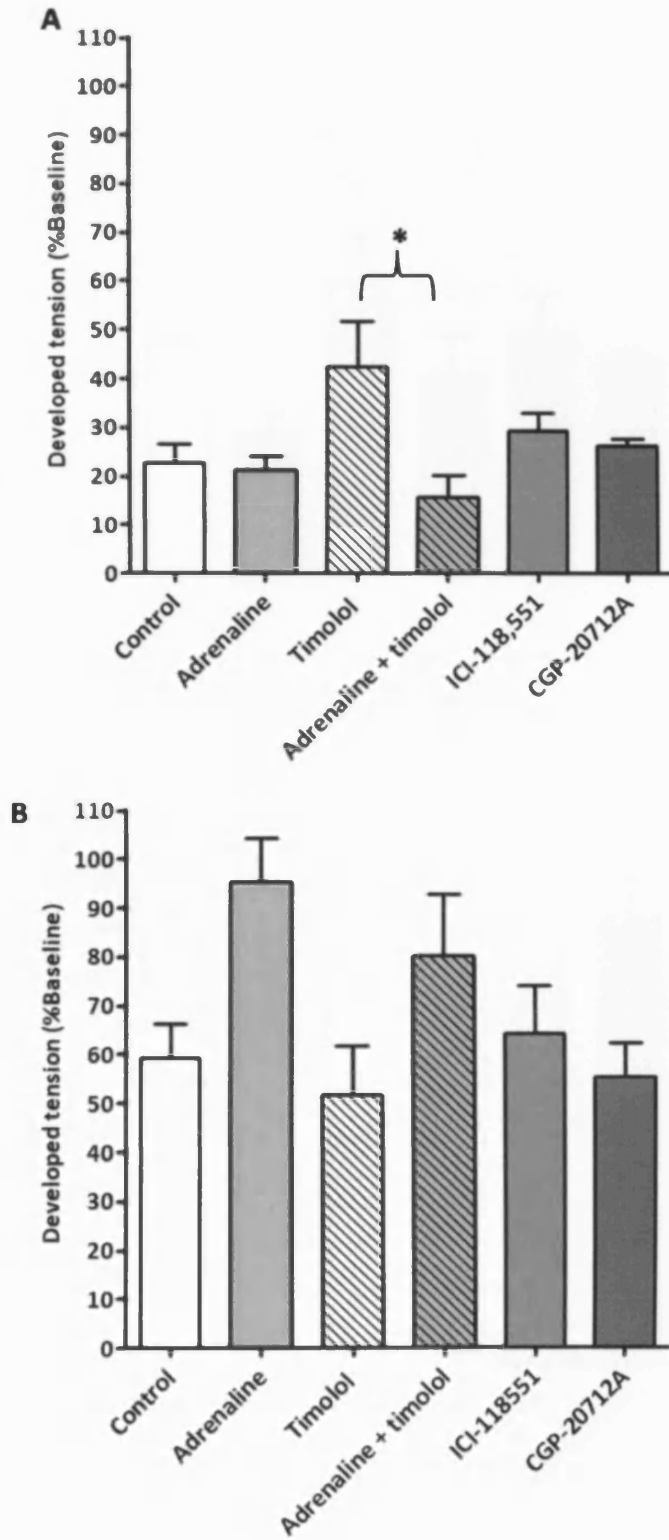 A
Developed tension (%Baseline)
110
100
90
80
70
60
50
40
30
20
10
0
*
Control
Adrenaline
Timolol
Adrenaline + timolol
ICI-118,551
CGP-20712A
B
Developed tension (%Baseline)
110
100
90
80
70
60
50
40
30
20
10
0
Control
Adrenaline
Timolol
Adrenaline + timolol
ICI-118551
CGP-20712A